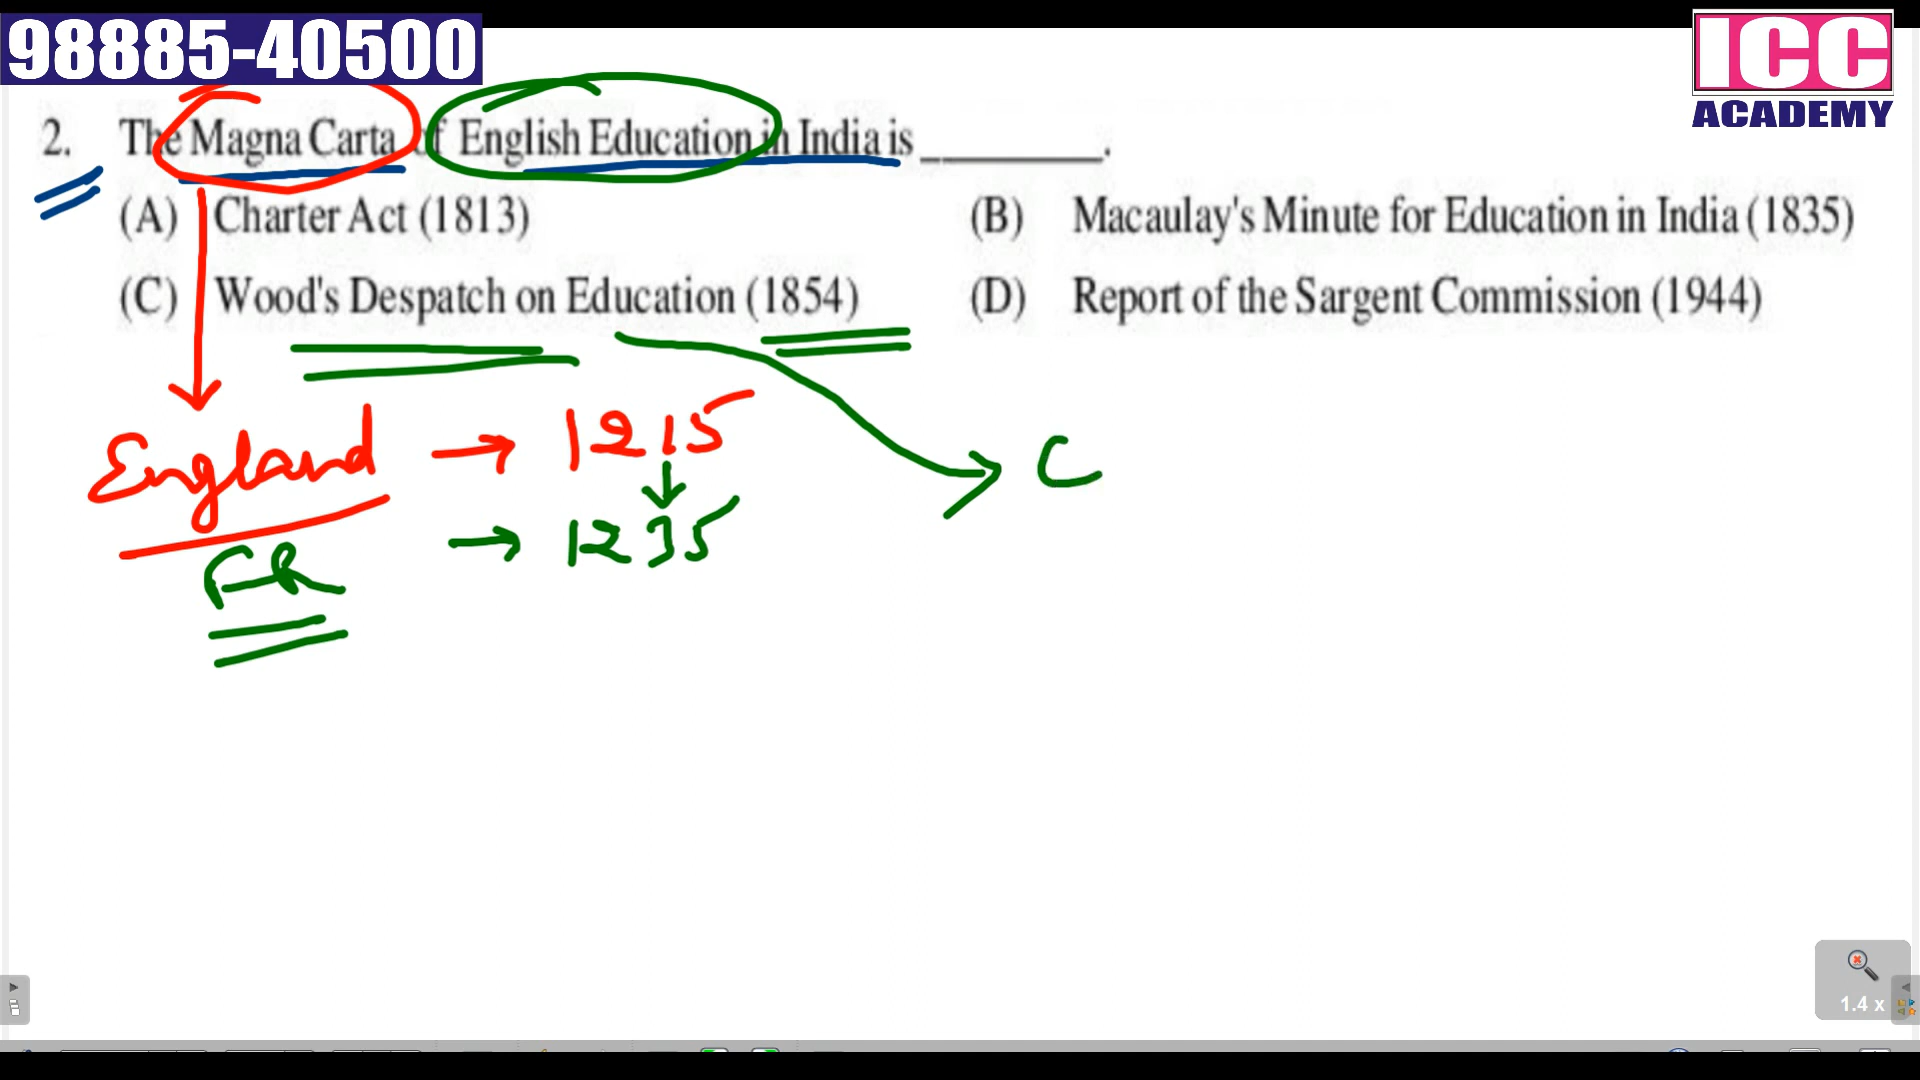 98885-40500
ICC
ACADEMY
2. The Magna Carta of English Education in India is ________.
(A) Charter Act (1813)
(B) Macaulay's Minute for Education in India (1835)
(C) Wood's Despatch on Education (1854)
(D) Report of the Sargent Commission (1944)
England → 1215
FR → 1235
C
1.4 x